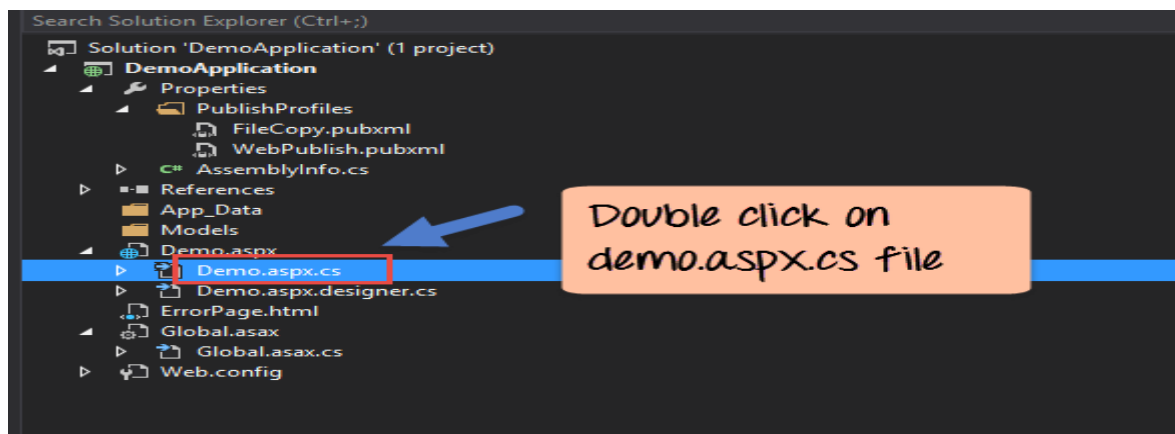 Search Solution Explorer (Ctrl+;)
Solution 'DemoApplication' (1 project)
DemoApplication
Properties
PublishProfiles
FileCopy.pubxml
WebPublish.pubxml
C# AssemblyInfo.cs
References
App_Data
Models
Demo.aspx
Demo.aspx.cs
Demo.aspx.designer.cs
ErrorPage.html
Global.asax
Global.asax.cs
Web.config
Double click on
demo.aspx.cs file